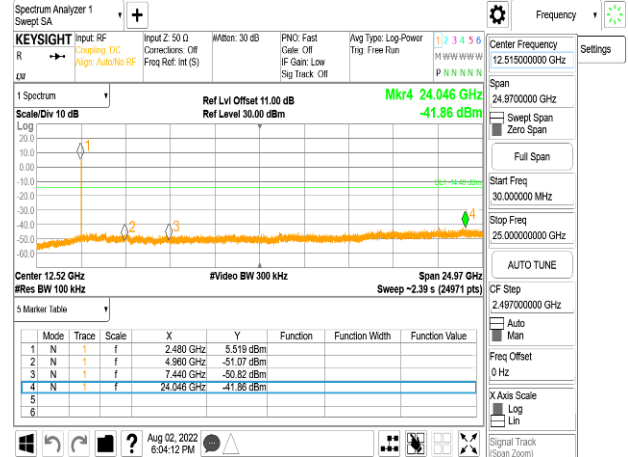 Spectrum Analyzer 1
Swept SA
Frequency
Settings
KEYSIGHT
R
Input: RF
Coupling: DC
Align: Auto/No RF
Input Z: 50 Ω
Corrections: Off
Freq Ref: Int (S)
#Atten: 30 dB
PNO: Fast
Gate: Off
IF Gain: Low
Sig Track: Off
Avg Type: Log-Power
Trig: Free Run
1 2 3 4 5 6
M W W W W W
P N N N N N
1 Spectrum
Scale/Div 10 dB
Log
Ref Lvl Offset 11.00 dB
Ref Level 30.00 dBm
Mkr4 24.046 GHz
-41.86 dBm
20.0
10.0
0.00
-10.0
-20.0
-30.0
-40.0
-50.0
-60.0
1
2
3
4
DL1 -14.48 dBm
Center 12.52 GHz
#Res BW 100 kHz
#Video BW 300 kHz
Span 24.97 GHz
Sweep ~2.39 s (24971 pts)
5 Marker Table
Mode Trace Scale X Y Function Function Width Function Value
1 N 1 f 2.480 GHz 5.519 dBm
2 N 1 f 4.960 GHz -51.07 dBm
3 N 1 f 7.440 GHz -50.82 dBm
4 N 1 f 24.046 GHz -41.86 dBm
5
6
Aug 02, 2022
6:04:12 PM
Center Frequency
12.515000000 GHz
Span
24.9700000 GHz
Swept Span
Zero Span
Full Span
Start Freq
30.000000 MHz
Stop Freq
25.000000000 GHz
AUTO TUNE
CF Step
2.497000000 GHz
Auto
Man
Freq Offset
0 Hz
X Axis Scale
Log
Lin
Signal Track
(Span Zoom)